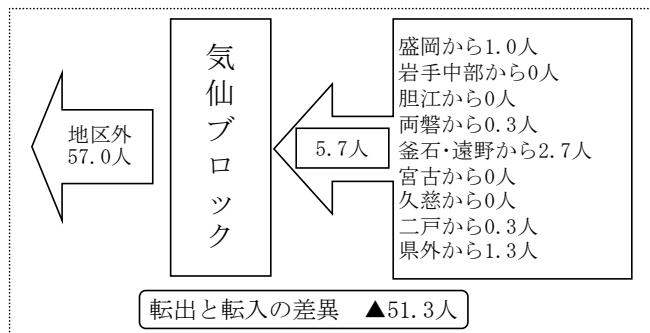 地区外
57.0人
気仙ブロック
5.7人
盛岡から1.0人
岩手中部から0人
胆江から0人
両磐から0.3人
釜石・遠野から2.7人
宮古から0人
久慈から0人
二戸から0.3人
県外から1.3人
転出と転入の差異　▲51.3人